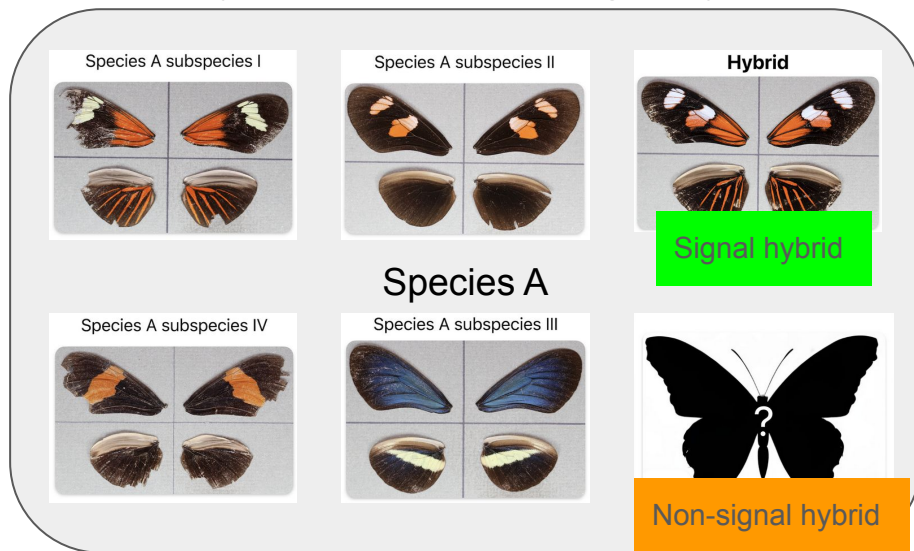 Species A subspecies I
Species A subspecies II
Hybrid
Signal hybrid
Species A
Species A subspecies IV
Species A subspecies III
?
Non-signal hybrid